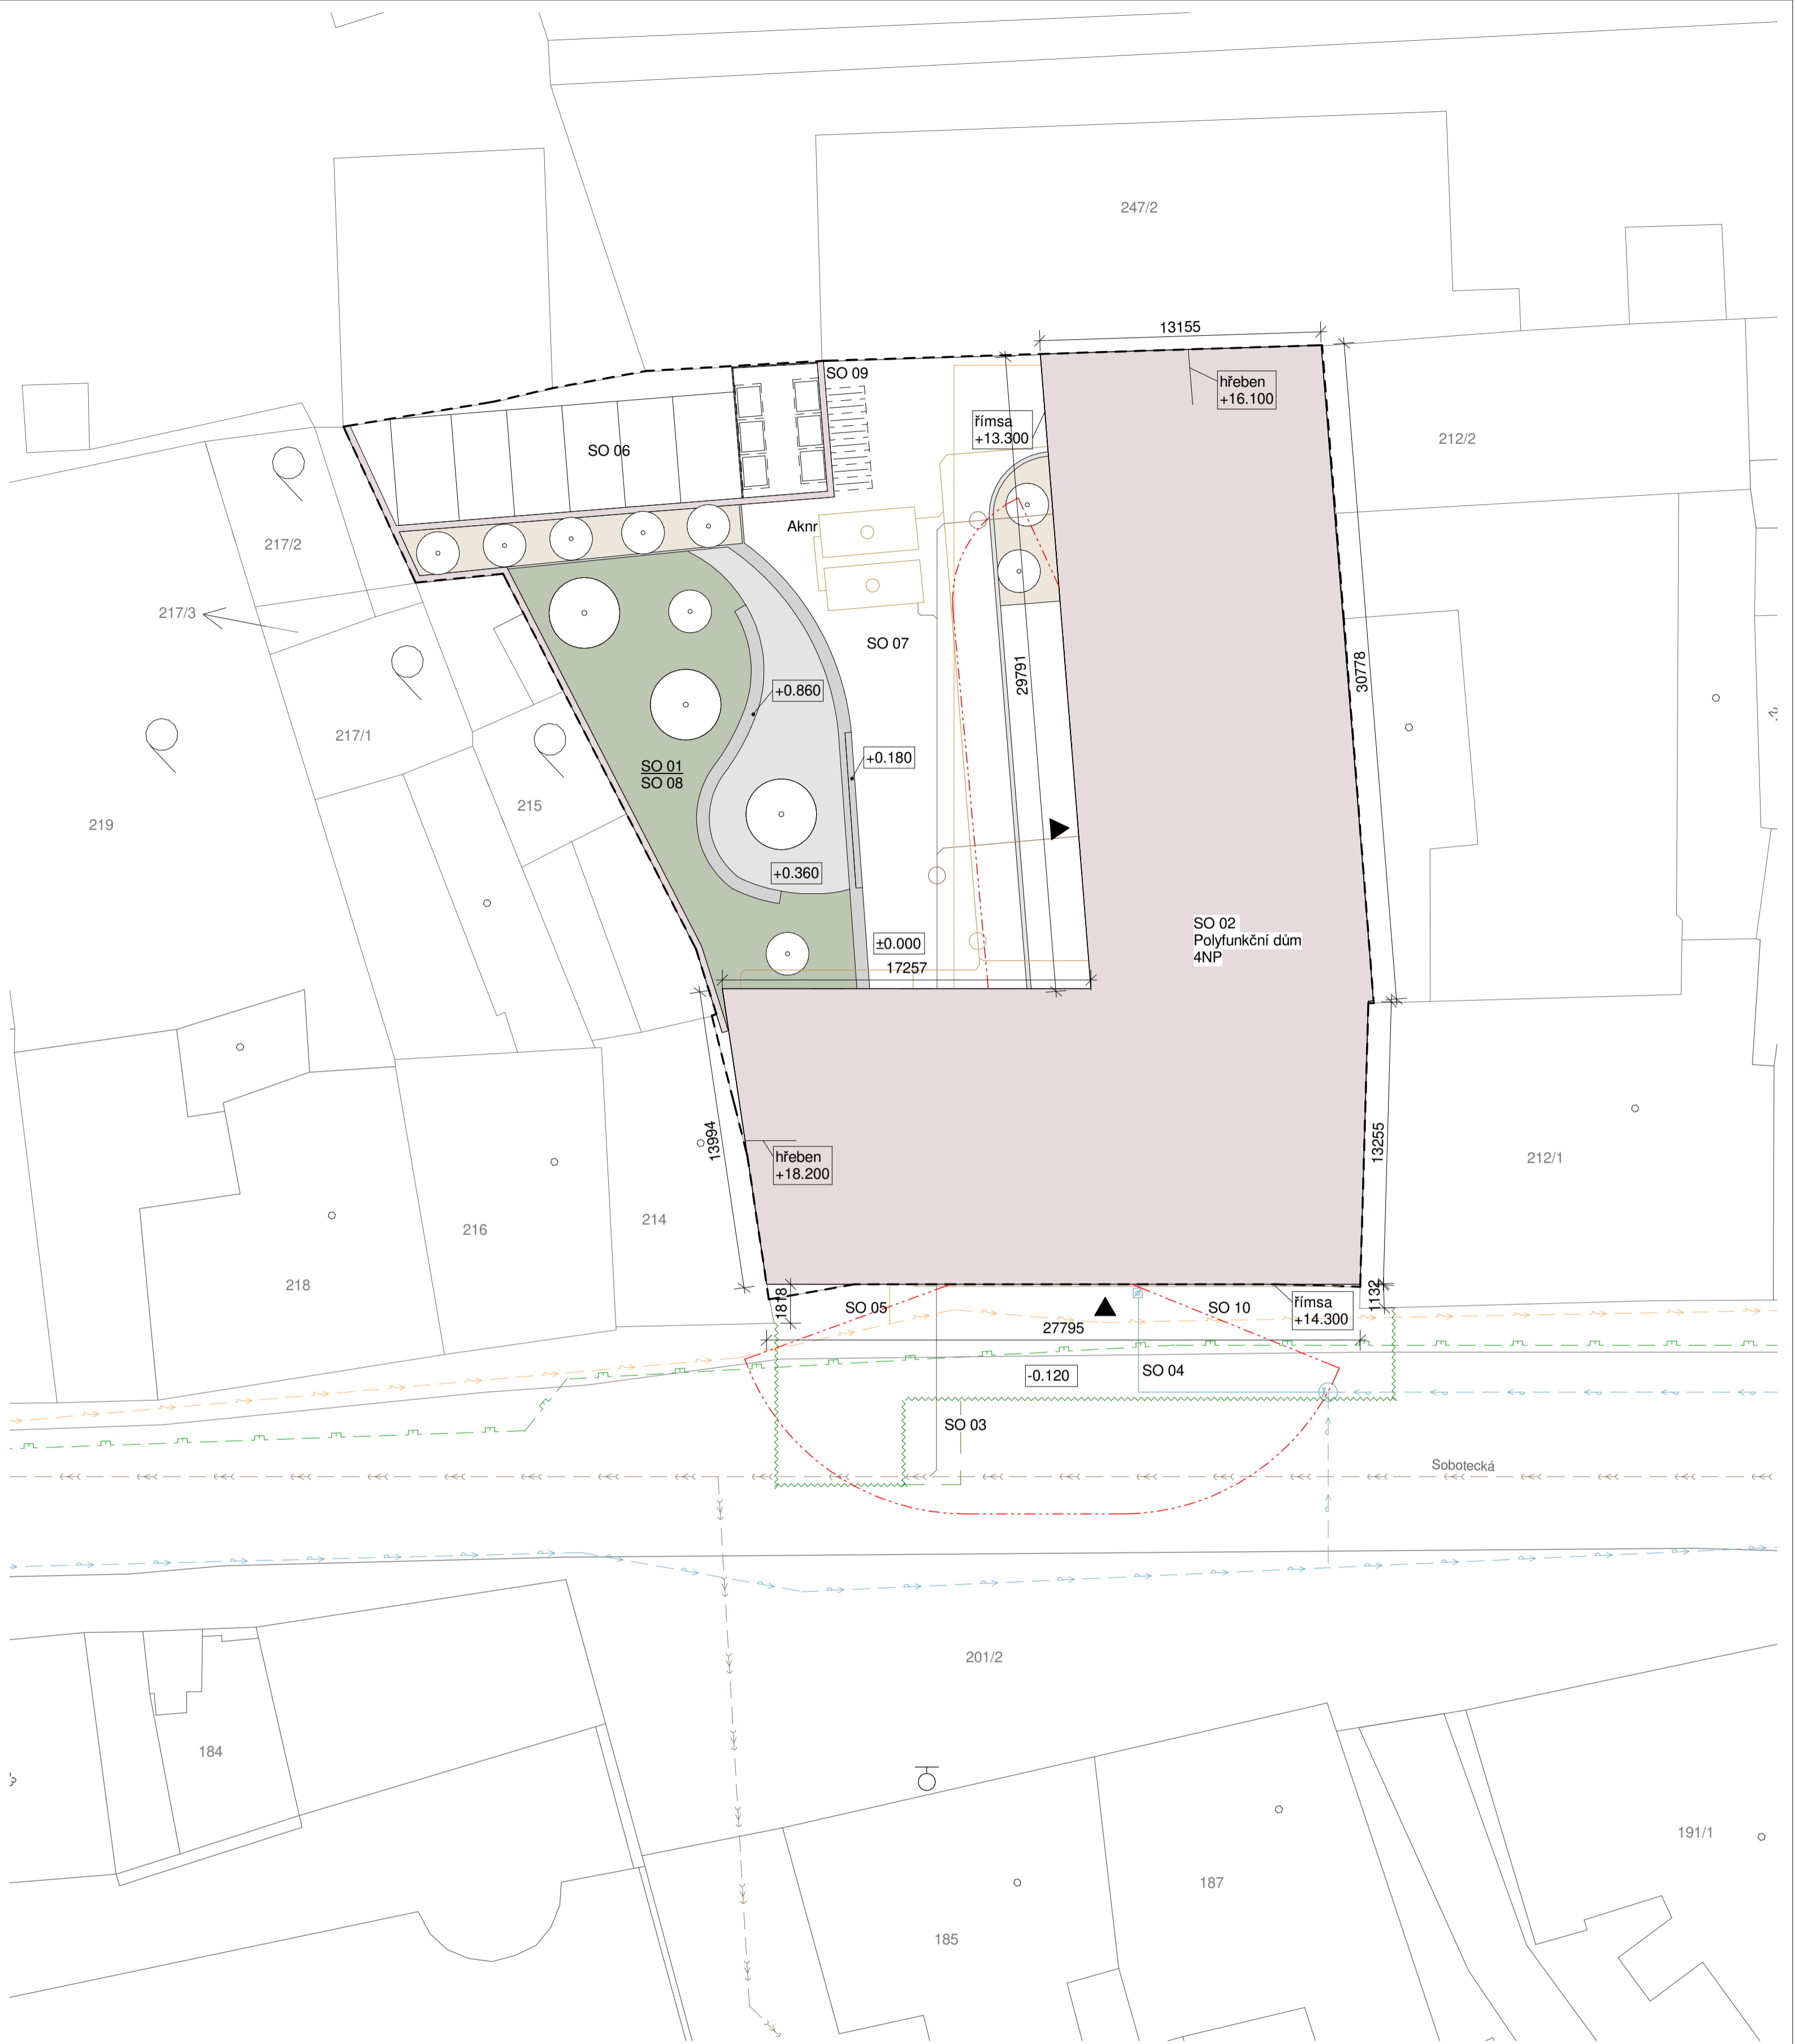 247/2
13155
SO 09
hřeben
+16.100
římsa
+13.300
212/2
SO 06
Aknr
217/2
217/3
SO 07
29791
30778
+0.860
217/1
+0.180
SO 01
SO 08
215
219
+0.360
SO 02
Polyfunkční dům
4NP
±0.000
17257
13994
13255
hřeben
+18.200
212/1
214
216
218
1818
SO 05
SO 10
římsa
+14.300
1132
27795
-0.120
SO 04
SO 03
Sobotecká
201/2
184
191/1
187
185